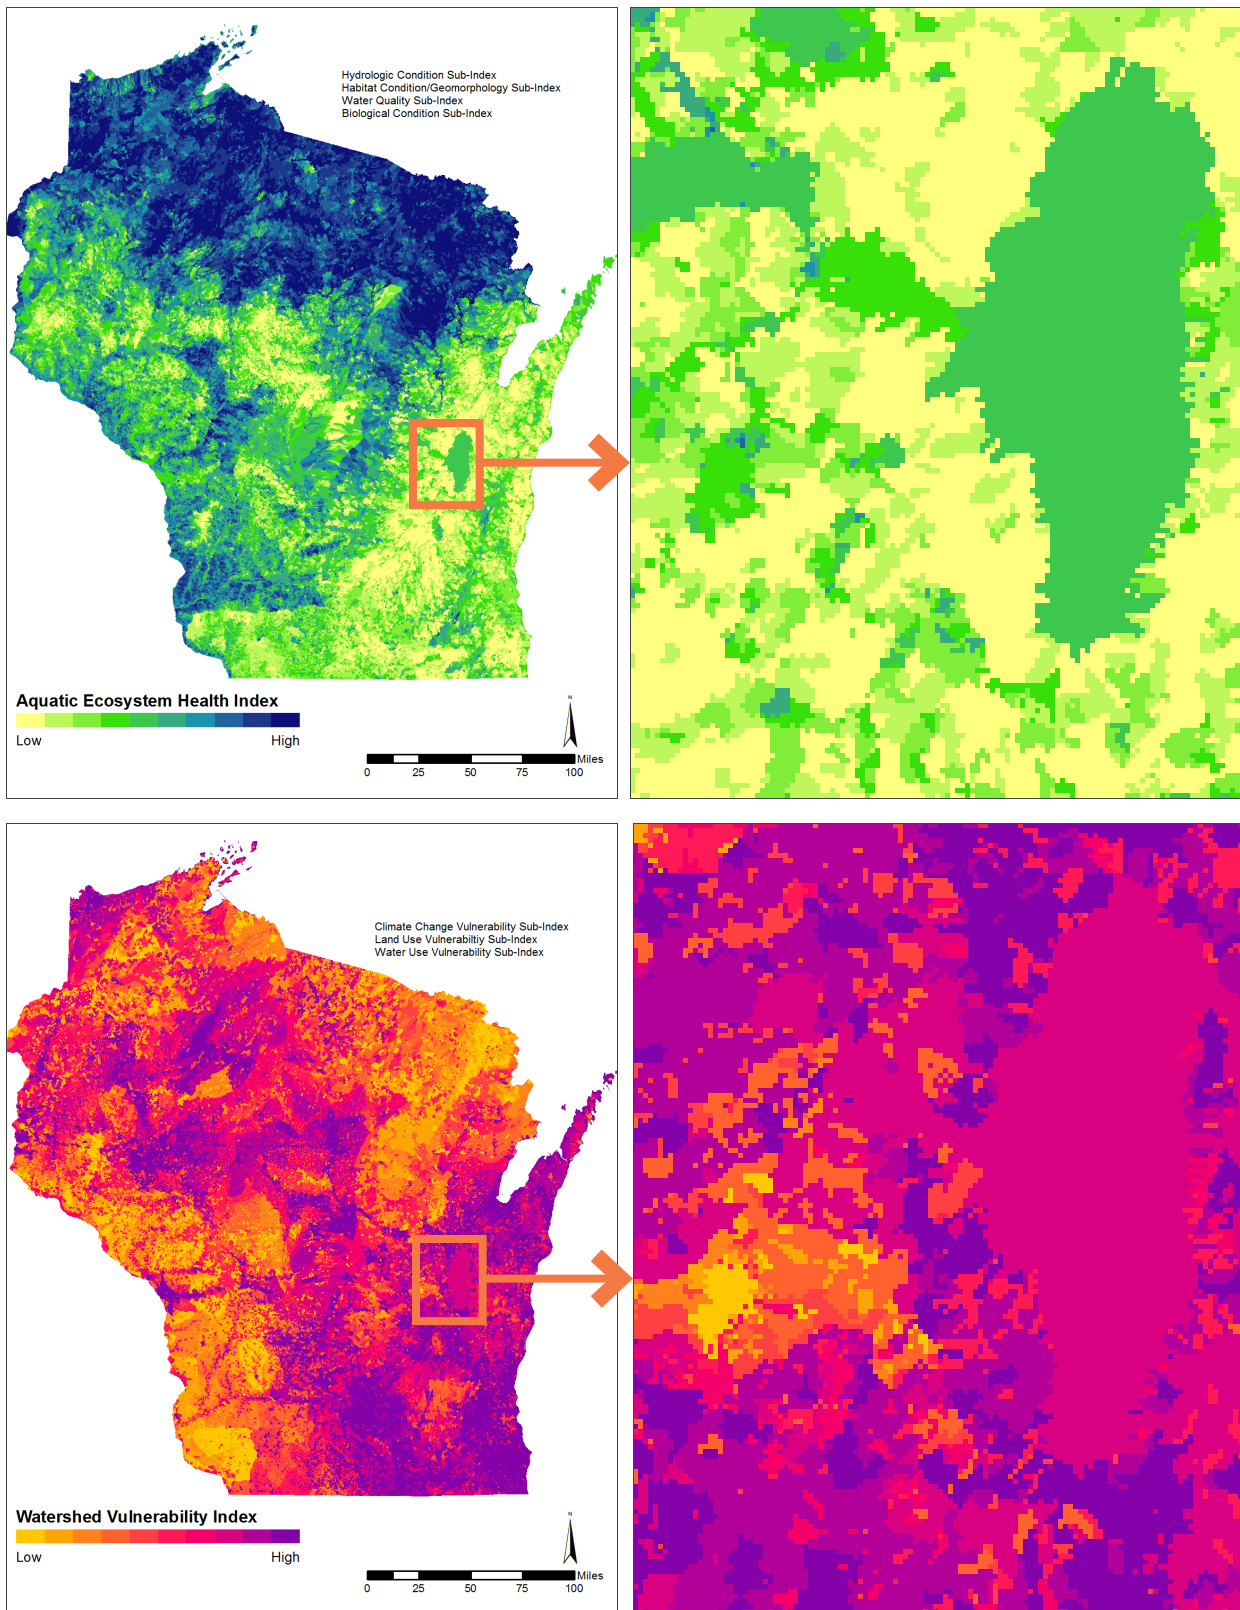 Hydrologic Condition Sub-Index
Habitat Condition/Geomorphology Sub-Index
Water Quality Sub-Index
Biological Condition Sub-Index
Aquatic Ecosystem Health Index
Low High
N
Miles
0 25 50 75 100
Climate Change Vulnerability Sub-Index
Land Use Vulnerabiltiy Sub-Index
Water Use Vulnerability Sub-Index
Watershed Vulnerability Index
Low High
N
Miles
0 25 50 75 100